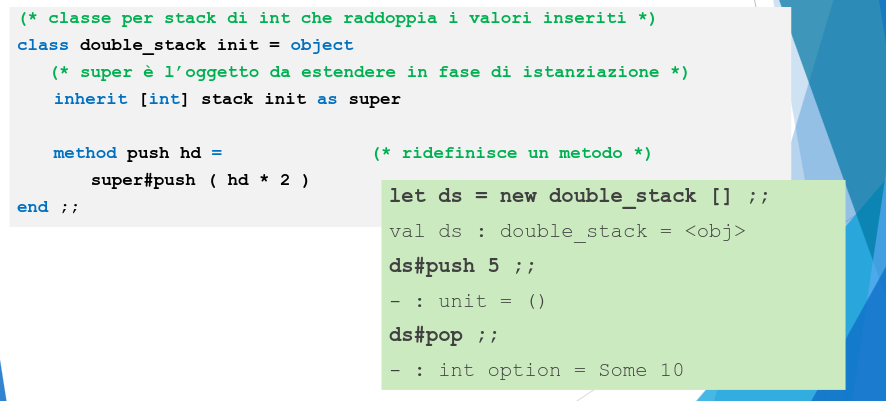 (* classe per stack di int che raddoppia i valori inseriti *)
class double_stack init = object
(* super è l’oggetto da estendere in fase di istanziazione *)
inherit [int] stack init as super
method push hd = (* ridefinisce un metodo *)
super#push ( hd * 2 )
end ;;
let ds = new double_stack [] ;;
val ds : double_stack = <obj>
ds#push 5 ;;
- : unit = ()
ds#pop ;;
- : int option = Some 10